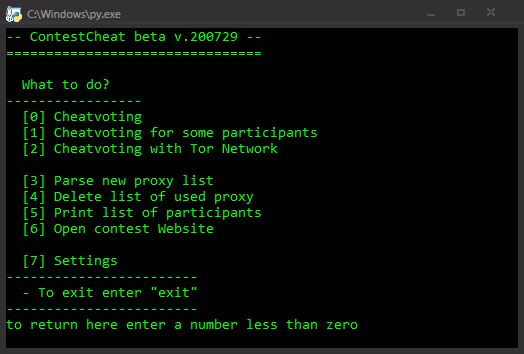 C:\Windows\py.exe
-- ContestCheat beta v.200729 --
================================
What to do?
-----------------
[0] Cheatvoting
[1] Cheatvoting for some participants
[2] Cheatvoting with Tor Network
[3] Parse new proxy list
[4] Delete list of used proxy
[5] Print list of participants
[6] Open contest Website
[7] Settings
------------------------
- To exit enter "exit"
------------------------
to return here enter a number less than zero